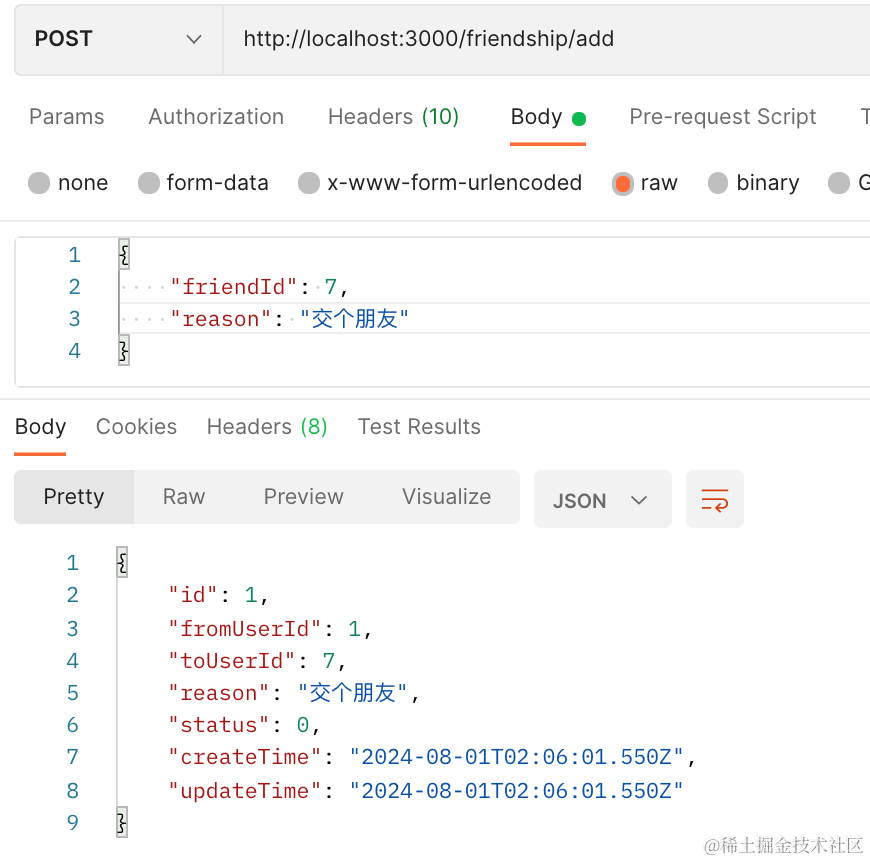 POST http://localhost:3000/friendship/add
Params Authorization Headers (10) Body Pre-request Script T
none form-data x-www-form-urlencoded raw binary G
1 {
2 "friendId": 7,
3 "reason": "交个朋友"
4 }
Body Cookies Headers (8) Test Results
Pretty Raw Preview Visualize JSON
1 {
2 "id": 1,
3 "fromUserId": 1,
4 "toUserId": 7,
5 "reason": "交个朋友",
6 "status": 0,
7 "createTime": "2024-08-01T02:06:01.550Z",
8 "updateTime": "2024-08-01T02:06:01.550Z"
9 }
@稀土掘金技术社区